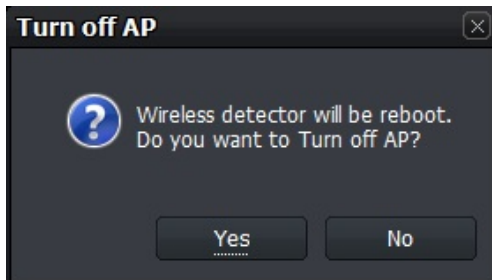 Turn off AP
Wireless detector will be reboot.
Do you want to Turn off AP?
Yes
No